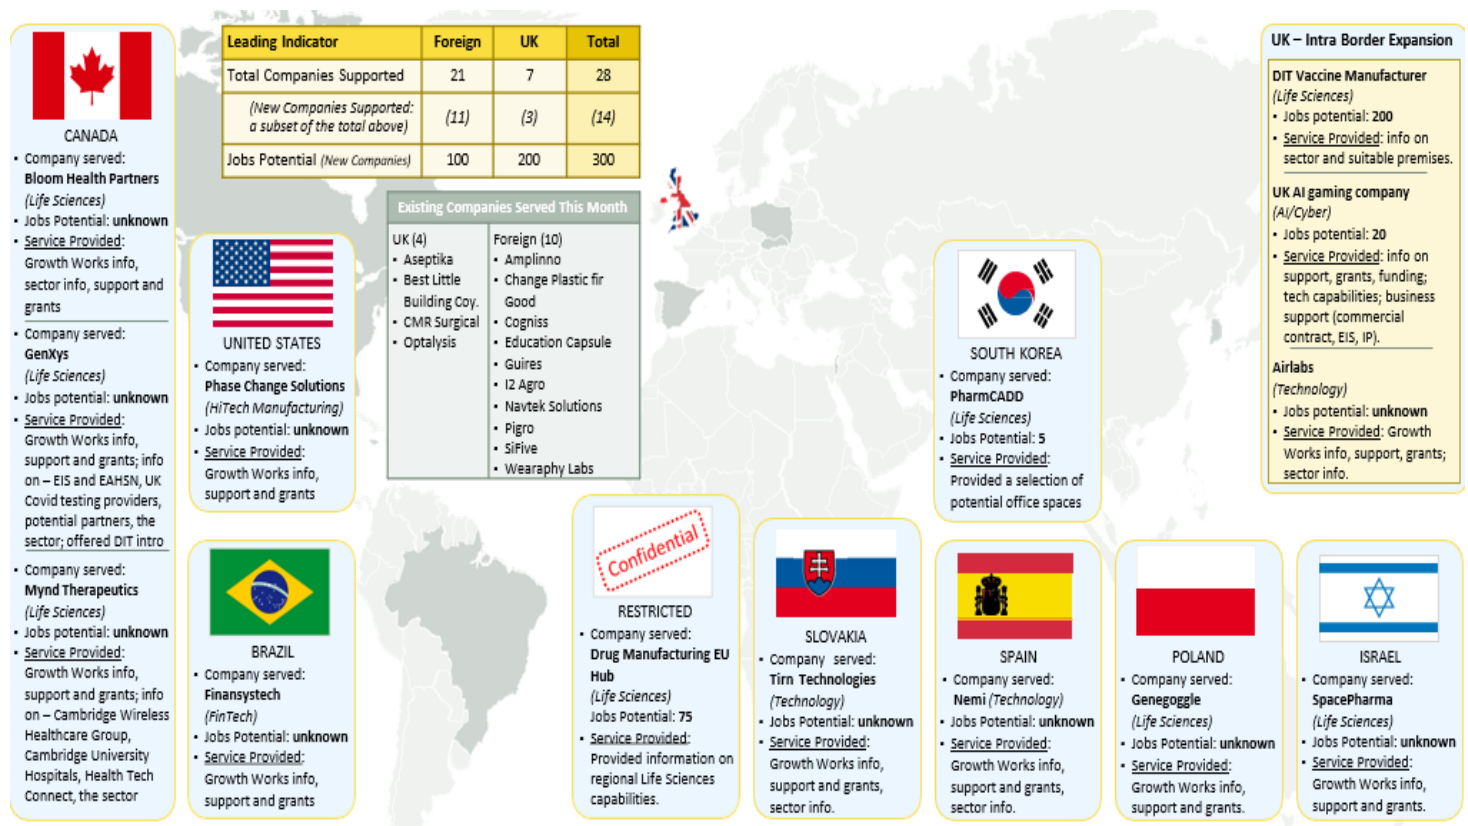 CANADA
▪ Company served:
Bloom Health Partners
(Life Sciences)
▪ Jobs Potential: unknown
▪ Service Provided:
Growth Works info,
sector info, support and
grants
▪ Company served:
GenXys
(Life Sciences)
▪ Jobs potential: unknown
▪ Service Provided:
Growth Works info,
support and grants; info
on – EIS and EAHSN, UK
Covid testing providers,
potential partners, the
sector; offered DIT intro
▪ Company served:
Mynd Therapeutics
(Life Sciences)
▪ Jobs potential: unknown
▪ Service Provided:
Growth Works info,
support and grants; info
on – Cambridge Wireless
Healthcare Group,
Cambridge University
Hospitals, Health Tech
Connect, the sector
Leading Indicator Foreign UK Total
Total Companies Supported 21 7 28
(New Companies Supported:
a subset of the total above) (11) (3) (14)
Jobs Potential (New Companies) 100 200 300
Existing Companies Served This Month
UK (4)
▪ Aseptika
▪ Best Little
Building Coy.
▪ CMR Surgical
▪ Optalysis
Foreign (10)
▪ Amplinno
▪ Change Plastic fir
Good
▪ Cogniss
▪ Education Capsule
▪ Guires
▪ I2 Agro
▪ Navtek Solutions
▪ Pigro
▪ SiFive
▪ Wearaphy Labs
UNITED STATES
▪ Company served:
Phase Change Solutions
(HiTech Manufacturing)
▪ Jobs potential: unknown
▪ Service Provided:
Growth Works info,
support and grants
BRAZIL
▪ Company served:
Finansystech
(FinTech)
▪ Jobs Potential: unknown
▪ Service Provided:
Growth Works info,
support and grants
Confidential
RESTRICTED
▪ Company served:
Drug Manufacturing EU
Hub
(Life Sciences)
Jobs Potential: 75
▪ Service Provided:
Provided information on
regional Life Sciences
capabilities.
SLOVAKIA
▪ Company served:
Tirn Technologies
(Technology)
▪ Jobs Potential: unknown
▪ Service Provided:
Growth Works info,
support and grants,
sector info.
SOUTH KOREA
▪ Company served:
PharmCADD
(Life Sciences)
▪ Jobs Potential: 5
▪ Service Provided:
Provided a selection of
potential office spaces
SPAIN
▪ Company served:
Nemi (Technology)
▪ Jobs Potential: unknown
▪ Service Provided:
Growth Works info,
support and grants,
sector info.
POLAND
▪ Company served:
Genegoggle
(Life Sciences)
▪ Jobs Potential: unknown
▪ Service Provided:
Growth Works info,
support and grants.
ISRAEL
▪ Company served:
SpacePharma
(Life Sciences)
▪ Jobs Potential: unknown
▪ Service Provided:
Growth Works info,
support and grants.
UK – Intra Border Expansion
DIT Vaccine Manufacturer
(Life Sciences)
▪ Jobs potential: 200
▪ Service Provided: info on
sector and suitable premises.
UK AI gaming company
(AI/Cyber)
▪ Jobs potential: 20
▪ Service Provided: info on
support, grants, funding;
tech capabilities; business
support (commercial
contract, EIS, IP).
Airlabs
(Technology)
▪ Jobs potential: unknown
▪ Service Provided: Growth
Works info, support, grants;
sector info.